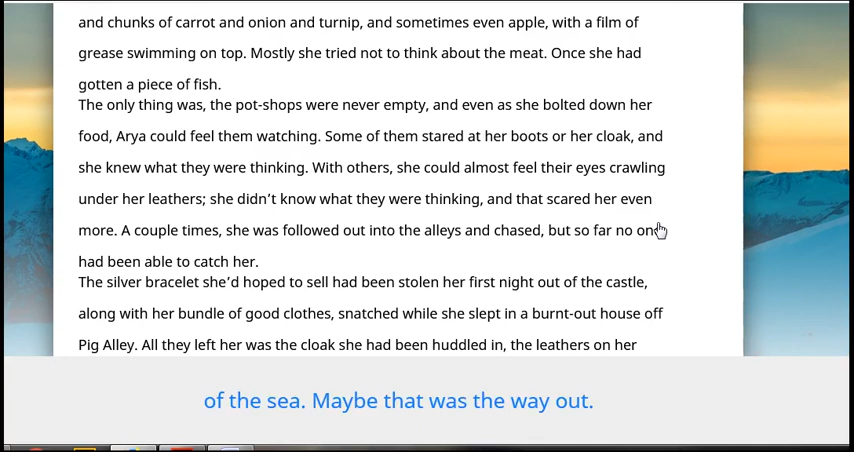 and chunks of carrot and onion and turnip, and sometimes even apple, with a film of
grease swimming on top. Mostly she tried not to think about the meat. Once she had
gotten a piece of fish.
The only thing was, the pot-shops were never empty, and even as she bolted down her
food, Arya could feel them watching. Some of them stared at her boots or her cloak, and
she knew what they were thinking. With others, she could almost feel their eyes crawling
under her leathers; she didn’t know what they were thinking, and that scared her even
more. A couple times, she was followed out into the alleys and chased, but so far no one
had been able to catch her.
The silver bracelet she’d hoped to sell had been stolen her first night out of the castle,
along with her bundle of good clothes, snatched while she slept in a burnt-out house off
Pig Alley. All they left her was the cloak she had been huddled in, the leathers on her
of the sea. Maybe that was the way out.